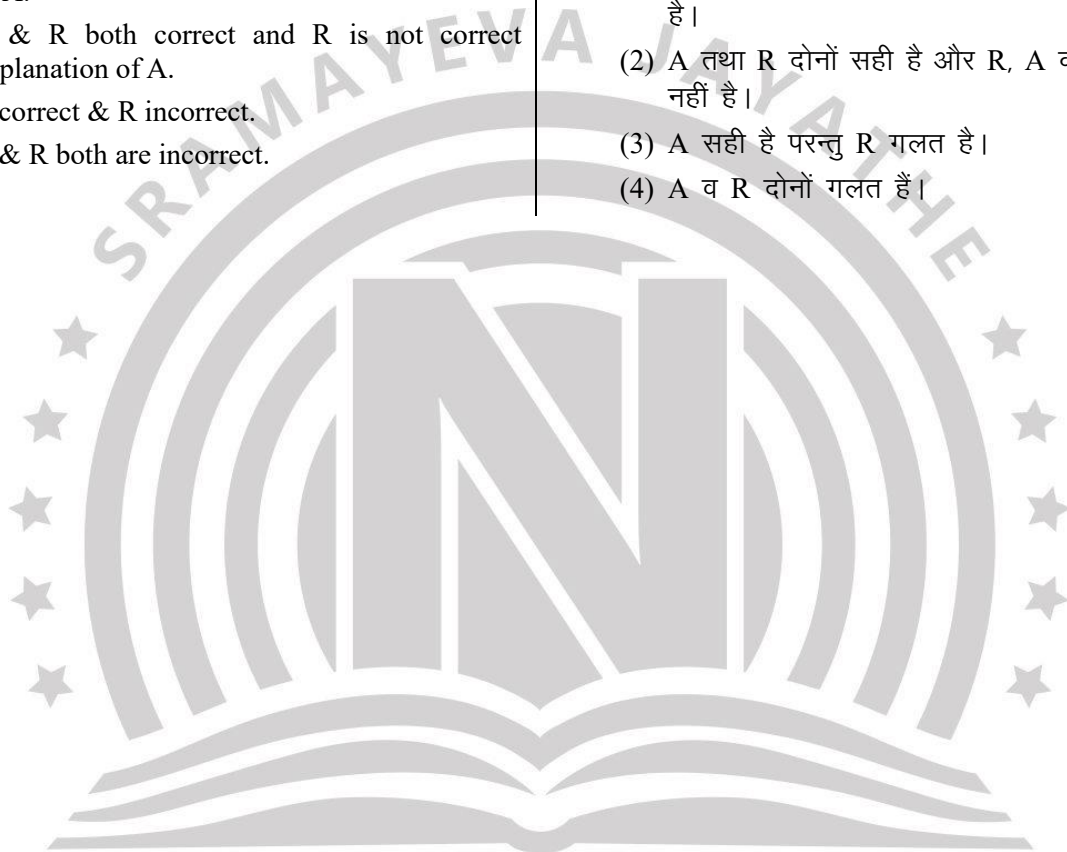 & R both correct and R is not correct
planation of A.
correct & R incorrect.
& R both are incorrect.
है।
(2) A तथा R दोनों सही है और R, A
नहीं है।
(3) A सही है परन्तु R गलत है।
(4) A व R दोनों गलत हैं।
SRAMAYEVA JAYATHE
N